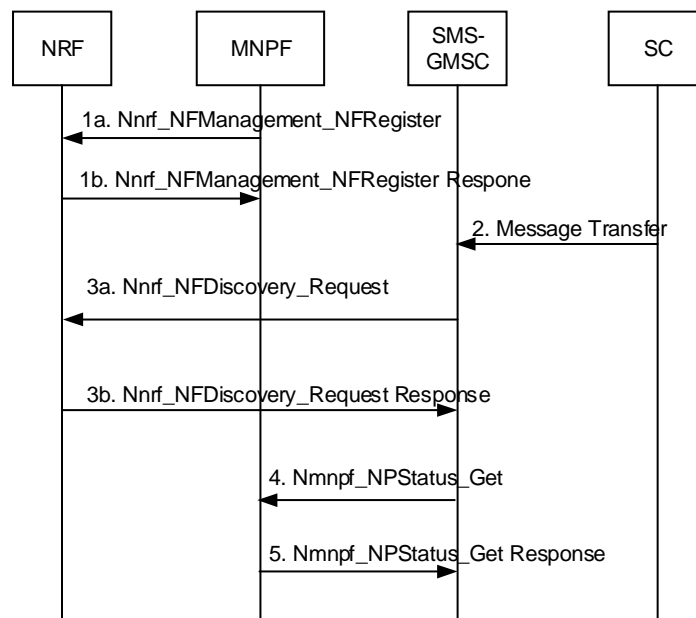 NRF
MNPF
SMS-
GMSC
SC
1a. Nnrf_NFManagement_NFRegister
1b. Nnrf_NFManagement_NFRegister Respone
2. Message Transfer
3a. Nnrf_NFDiscovery_Request
3b. Nnrf_NFDiscovery_Request Response
4. Nmnpf_NPStatus_Get
5. Nmnpf_NPStatus_Get Response